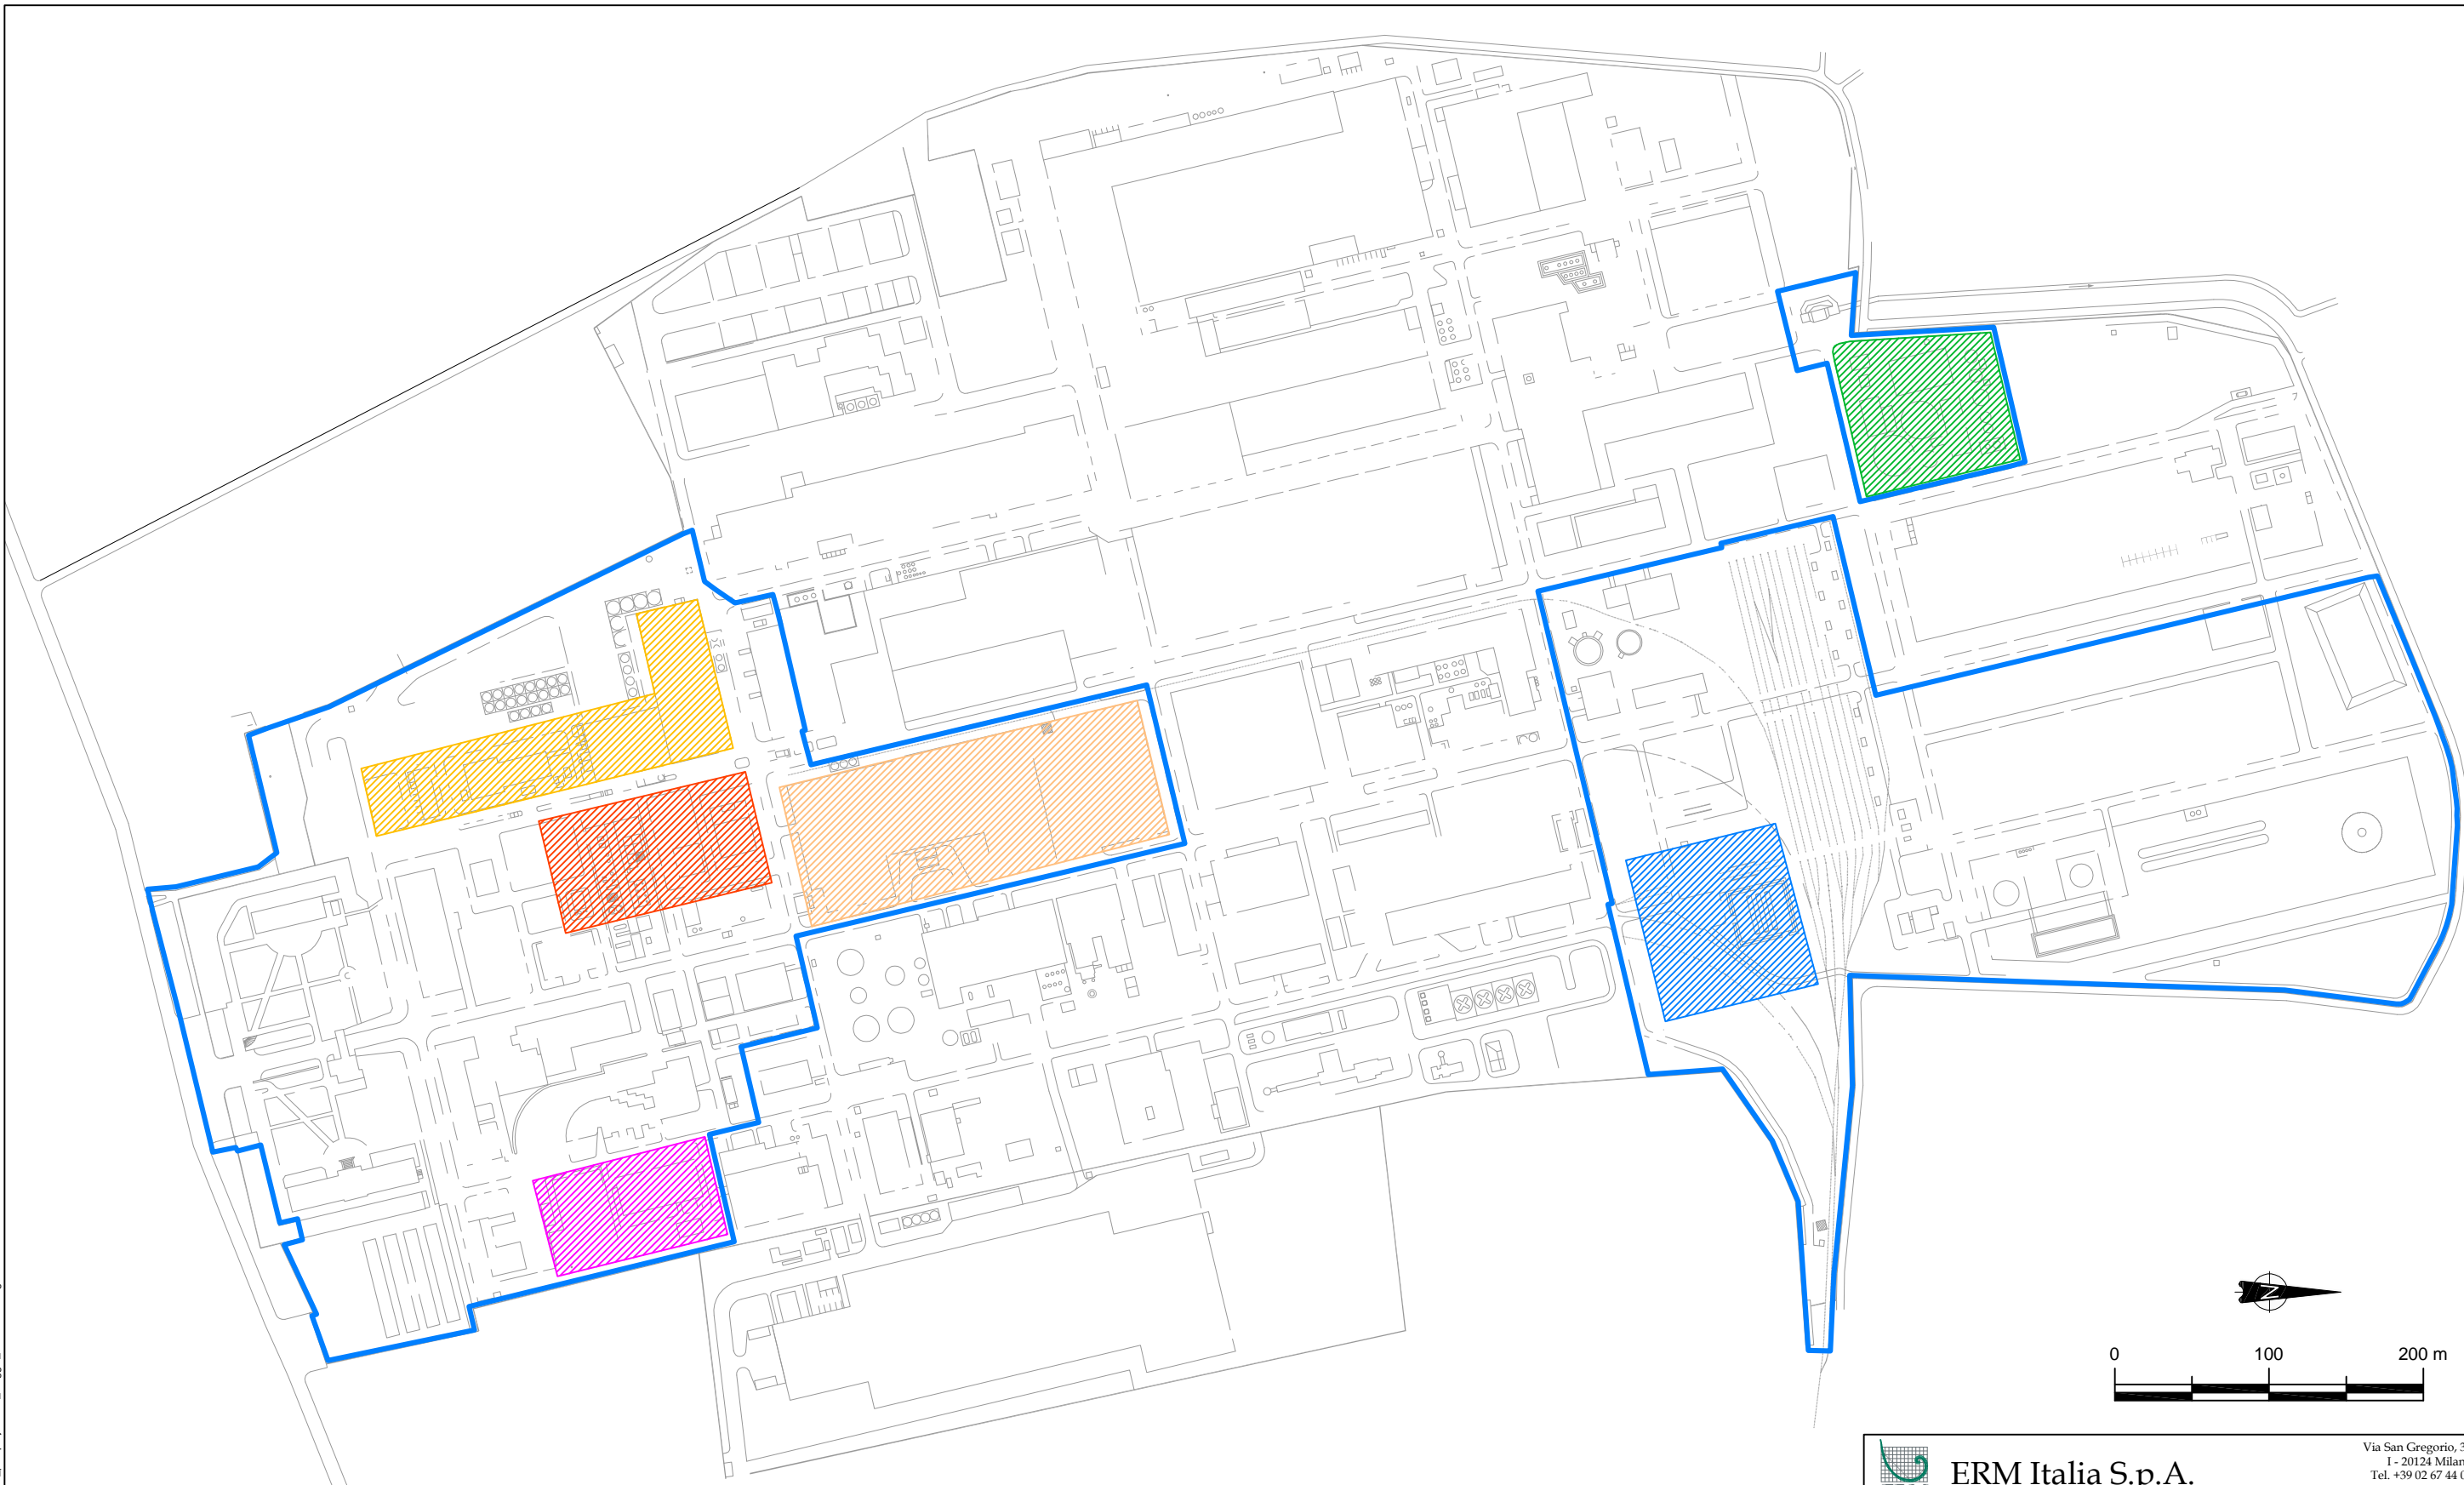 N
0 100 200 m
ERM Italia S.p.A.
Via San Gregorio, 3
I - 20124 Milan
Tel. +39 02 67 44 0